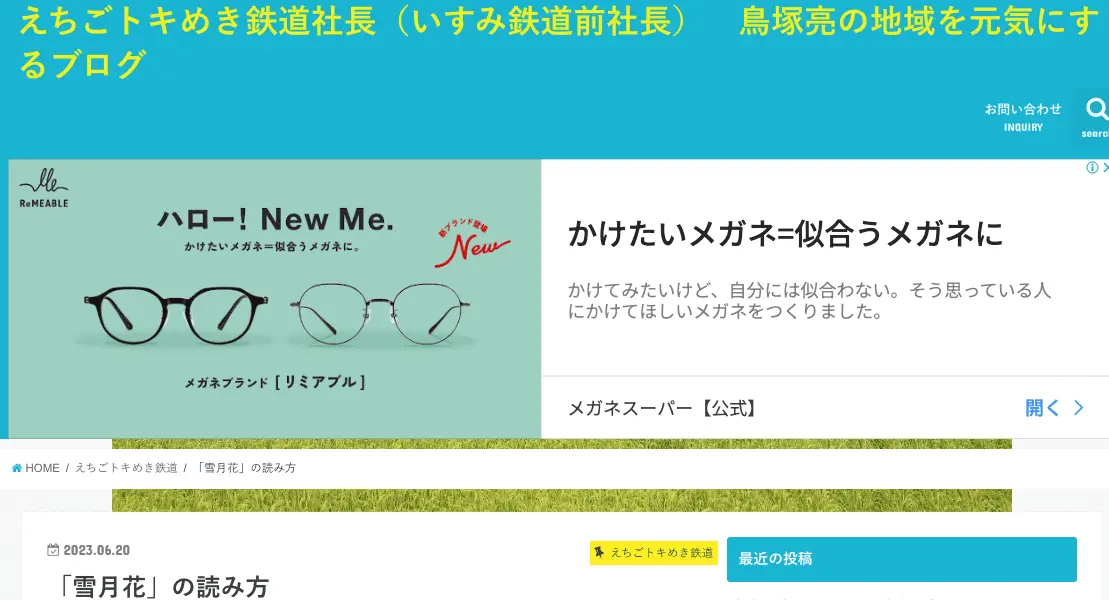 えちごトキめき鉄道社長（いすみ鉄道前社長）　鳥塚亮の地域を元気にす
るブログ
お問い合わせ
INQUIRY
search
ReMEABLE
ハロー! New Me.
かけたいメガネ=似合うメガネに。
新ブランド登場
New
メガネブランド [ リミアブル ]
かけたいメガネ=似合うメガネに
かけてみたいけど、自分には似合わない。そう思っている人
にかけてほしいメガネをつくりました。
メガネスーパー【公式】
開く
HOME / えちごトキめき鉄道 / 「雪月花」の読み方
2023.06.20
えちごトキめき鉄道
「雪月花」の読み方
最近の投稿